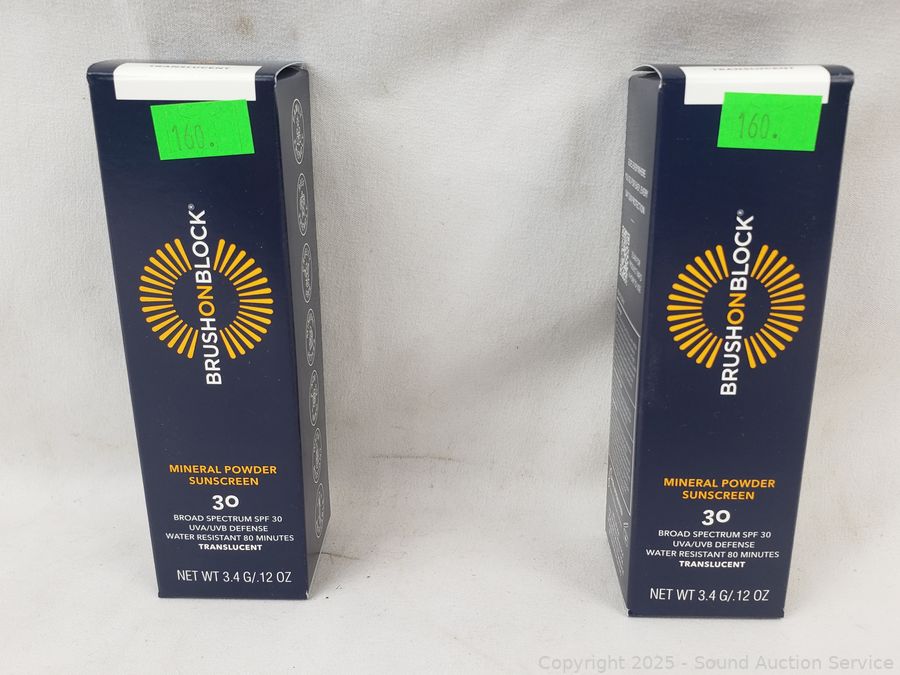 TRANSLUCENT
160.
BRUSHONBLOCK®
MINERAL POWDER
SUNSCREEN
30
BROAD SPECTRUM SPF 30
UVA/UVB DEFENSE
WATER RESISTANT 80 MINUTES
TRANSLUCENT
NET WT 3.4 G/.12 OZ
TRANSLUCENT
160.
BRUSHONBLOCK®
MINERAL POWDER
SUNSCREEN
30
BROAD SPECTRUM SPF 30
UVA/UVB DEFENSE
WATER RESISTANT 80 MINUTES
TRANSLUCENT
NET WT 3.4 G/.12 OZ
Copyright © 2025 - Sound Auction Service